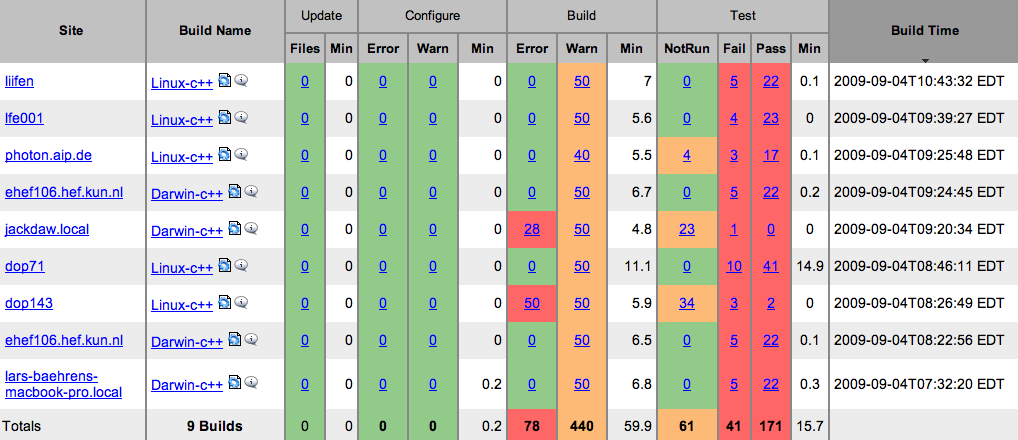 Site Build Name Update Configure Build Test Build Time
Files Min Error Warn Min Error Warn Min NotRun Fail Pass Min
liifen Linux-c++ 0 0 0 0 0 0 50 7 0 5 22 0.1 2009-09-04T10:43:32 EDT
lfe001 Linux-c++ 0 0 0 0 0 0 50 5.6 0 4 23 0 2009-09-04T09:39:27 EDT
photon.aip.de Linux-c++ 0 0 0 0 0 0 40 5.5 4 3 17 0.1 2009-09-04T09:25:48 EDT
ehef106.hef.kun.nl Darwin-c++ 0 0 0 0 0 0 50 6.7 0 5 22 0.2 2009-09-04T09:24:45 EDT
jackdaw.local Darwin-c++ 0 0 0 0 0 28 50 4.8 23 1 0 0 2009-09-04T09:20:34 EDT
dop71 Linux-c++ 0 0 0 0 0 0 50 11.1 0 10 41 14.9 2009-09-04T08:46:11 EDT
dop143 Linux-c++ 0 0 0 0 0 50 50 5.9 34 3 2 0 2009-09-04T08:26:49 EDT
ehef106.hef.kun.nl Darwin-c++ 0 0 0 0 0 0 50 6.5 0 5 22 0.1 2009-09-04T08:22:56 EDT
lars-baehrens-
macbook-pro.local Darwin-c++ 0 0 0 0 0.2 0 50 6.8 0 5 22 0.3 2009-09-04T07:32:20 EDT
Totals 9 Builds 0 0 0 0 0.2 78 440 59.9 61 41 171 15.7